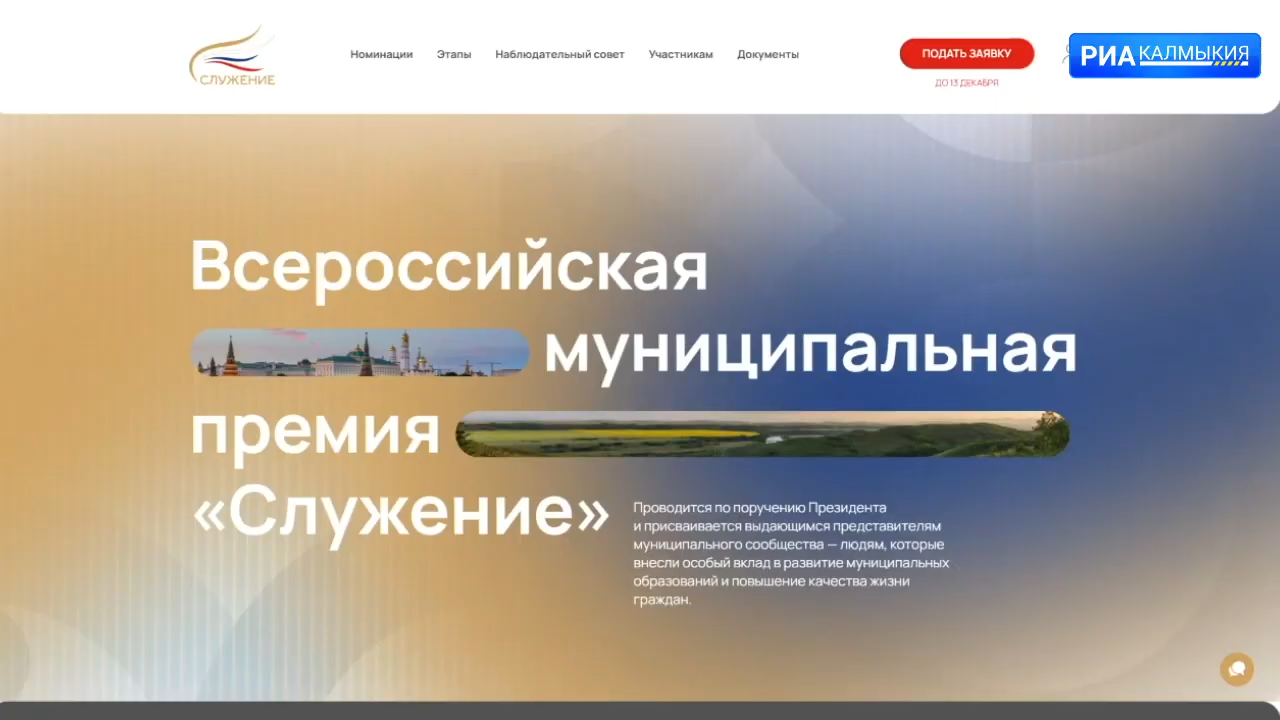 СЛУЖЕНИЕ
Номинации
Этапы
Наблюдательный совет
Участникам
Документы
ПОДАТЬ ЗАЯВКУ
ДО 13 ДЕКАБРЯ
РИА КАЛМЫКИЯ
Всероссийская
муниципальная
премия
«Служение»
Проводится по поручению Президента
и присваивается выдающимся представителям
муниципального сообщества — людям, которые
внесли особый вклад в развитие муниципальных
образований и повышение качества жизни
граждан.